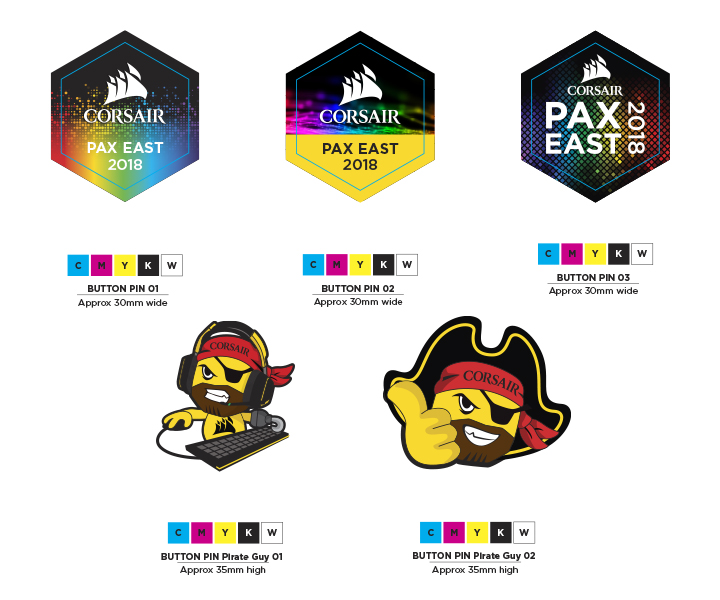 CORSAIR
PAX EAST
2018
CORSAIR
PAX EAST
2018
CORSAIR
PAX
EAST
2018
C M Y K W
BUTTON PIN 01
Approx 30mm wide
C M Y K W
BUTTON PIN 02
Approx 30mm wide
C M Y K W
BUTTON PIN 03
Approx 30mm wide
CORSAIR
CORSAIR
C M Y K W
BUTTON PIN Pirate Guy 01
Approx 35mm high
C M Y K W
BUTTON PIN Pirate Guy 02
Approx 35mm high